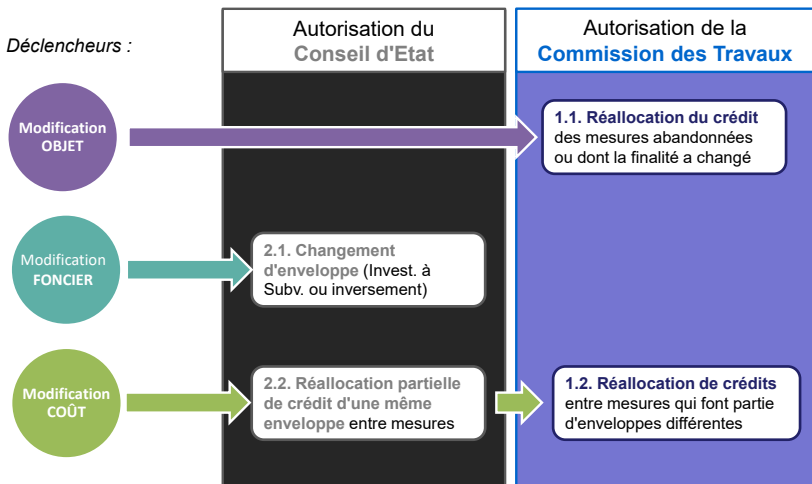 Déclencheurs :
Autorisation du
Conseil d'Etat
Autorisation de la
Commission des Travaux
Modification
OBJET
1.1. Réallocation du crédit
des mesures abandonnées
ou dont la finalité a changé
Modification
FONCIER
2.1. Changement
d'enveloppe (Invest. à
Subv. ou inversement)
Modification
COÛT
2.2. Réallocation partielle
de crédit d'une même
enveloppe entre mesures
1.2. Réallocation de crédits
entre mesures qui font partie
d'enveloppes différentes